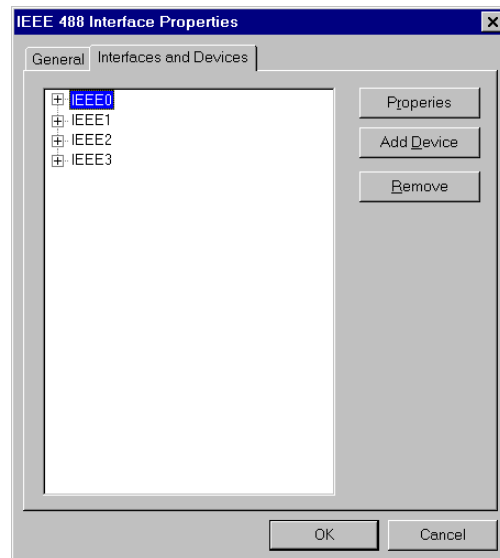 IEEE 488 Interface Properties
General Interfaces and Devices
IEEE0
IEEE1
IEEE2
IEEE3
Properies
Add Device
Remove
OK Cancel